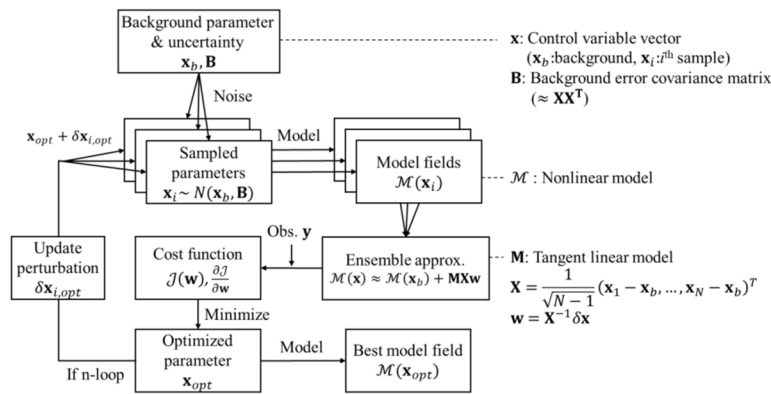 Background parameter
& uncertainty
𝐱_b, 𝐁
𝐱: Control variable vector
(𝐱_b:background, 𝐱_i:i^th sample)
𝐁: Background error covariance matrix
(≈ 𝐗𝐗^𝐓)
Noise
𝐱_opt + δ𝐱_i,opt
Model
Sampled
parameters
𝐱_i ~ N(𝐱_b, 𝐁)
Model fields
ℳ(𝐱_i)
ℳ : Nonlinear model
Obs. 𝐲
Update
perturbation
δ𝐱_i,opt
Cost function
𝒥(𝐰), ∂𝒥/∂𝐰
Ensemble approx.
ℳ(𝐱) ≈ ℳ(𝐱_b) + 𝐌𝐗𝐰
𝐌: Tangent linear model
𝐗 = 1/√(N − 1) (𝐱_1 − 𝐱_b, … , 𝐱_N − 𝐱_b)^T
𝐰 = 𝐗^−1 δ𝐱
Minimize
Optimized
parameter
𝐱_opt
Model
Best model field
ℳ(𝐱_opt)
If n-loop